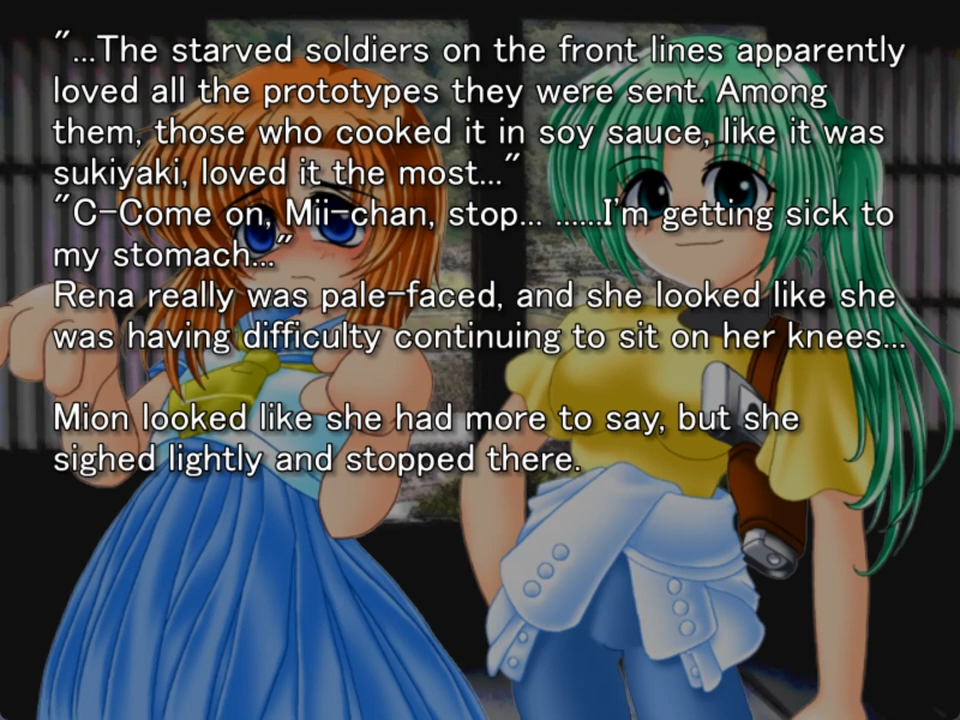 "...The starved soldiers on the front lines apparently
loved all the prototypes they were sent. Among
them, those who cooked it in soy sauce, like it was
sukiyaki, loved it the most..."
"C-Come on, Mii-chan, stop... ......I'm getting sick to
my stomach..."
Rena really was pale-faced, and she looked like she
was having difficulty continuing to sit on her knees...
Mion looked like she had more to say, but she
sighed lightly and stopped there.